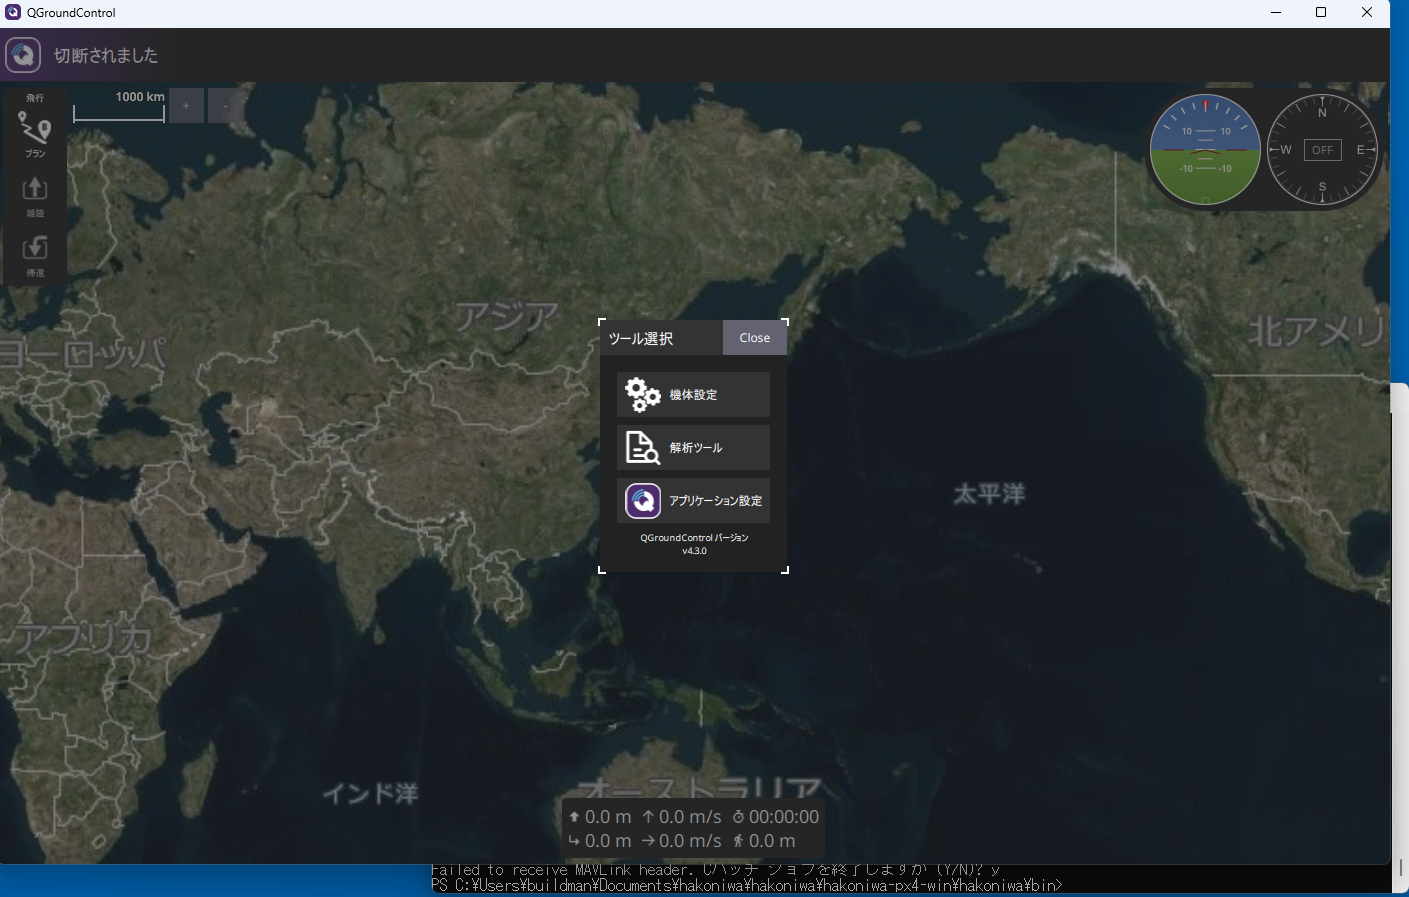 QGroundControl
切断されました
飛行
1000 km
+
-
プラン
離陸
帰還
10 10
-10 -10
N
W OFF E
S
アジア
ヨーロッパ
北アメリ
ツール選択
Close
機体設定
解析ツール
アプリケーション設定
QGroundControl バージョン
v4.3.0
太平洋
アフリカ
インド洋
オーストラリア
0.0 m 0.0 m/s 00:00:00
0.0 m 0.0 m/s 0.0 m
Failed to receive MAVLink header. Cバッチ ジョブを終了しますか (Y/N)? y
PS C:¥Users¥buildman¥Documents¥hakoniwa¥hakoniwa¥hakoniwa-px4-win¥hakoniwa¥bin>